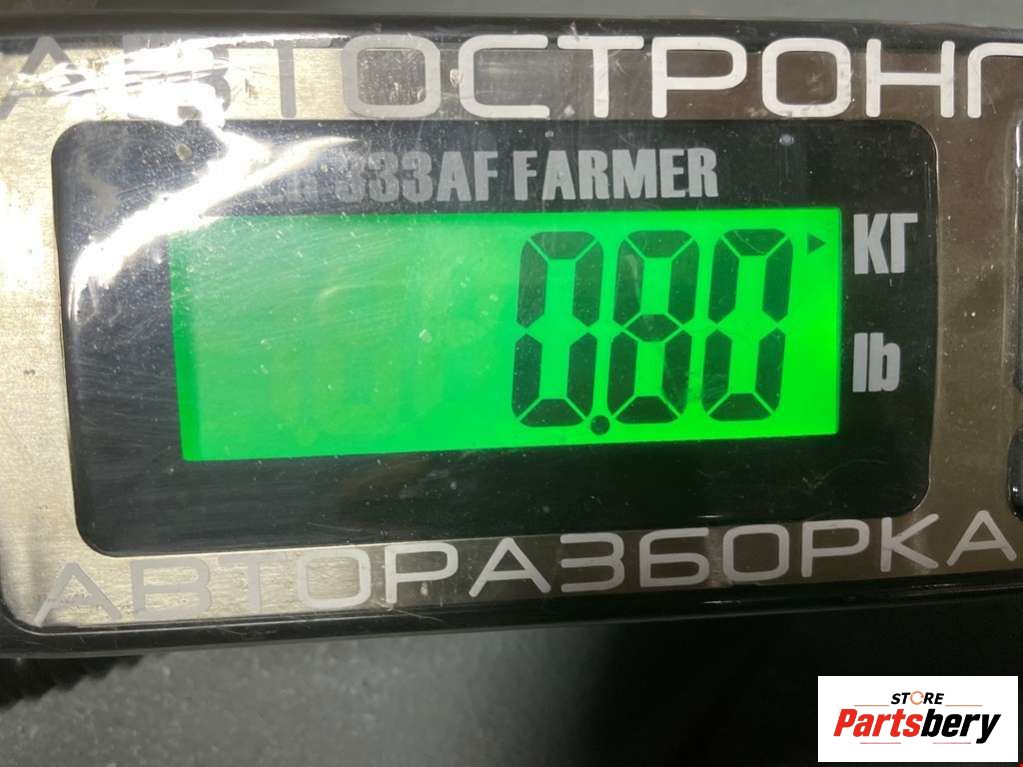 АВТОСТРОНГ
333AF FARMER
0.80
КГ
lb
АВТОРАЗБОРКА
STORE
Partsbery